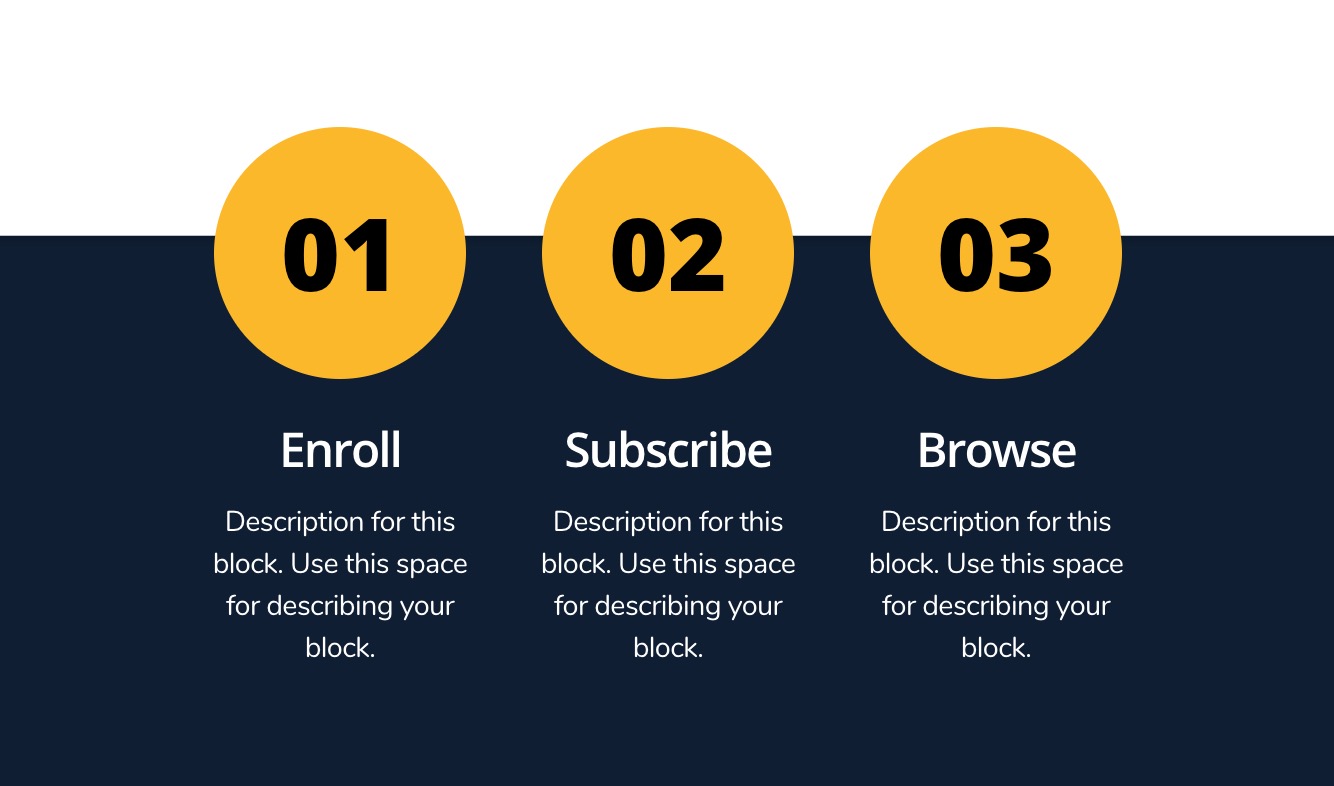 01
02
03
Enroll
Subscribe
Browse
Description for this
block. Use this space
for describing your
block.
Description for this
block. Use this space
for describing your
block.
Description for this
block. Use this space
for describing your
block.